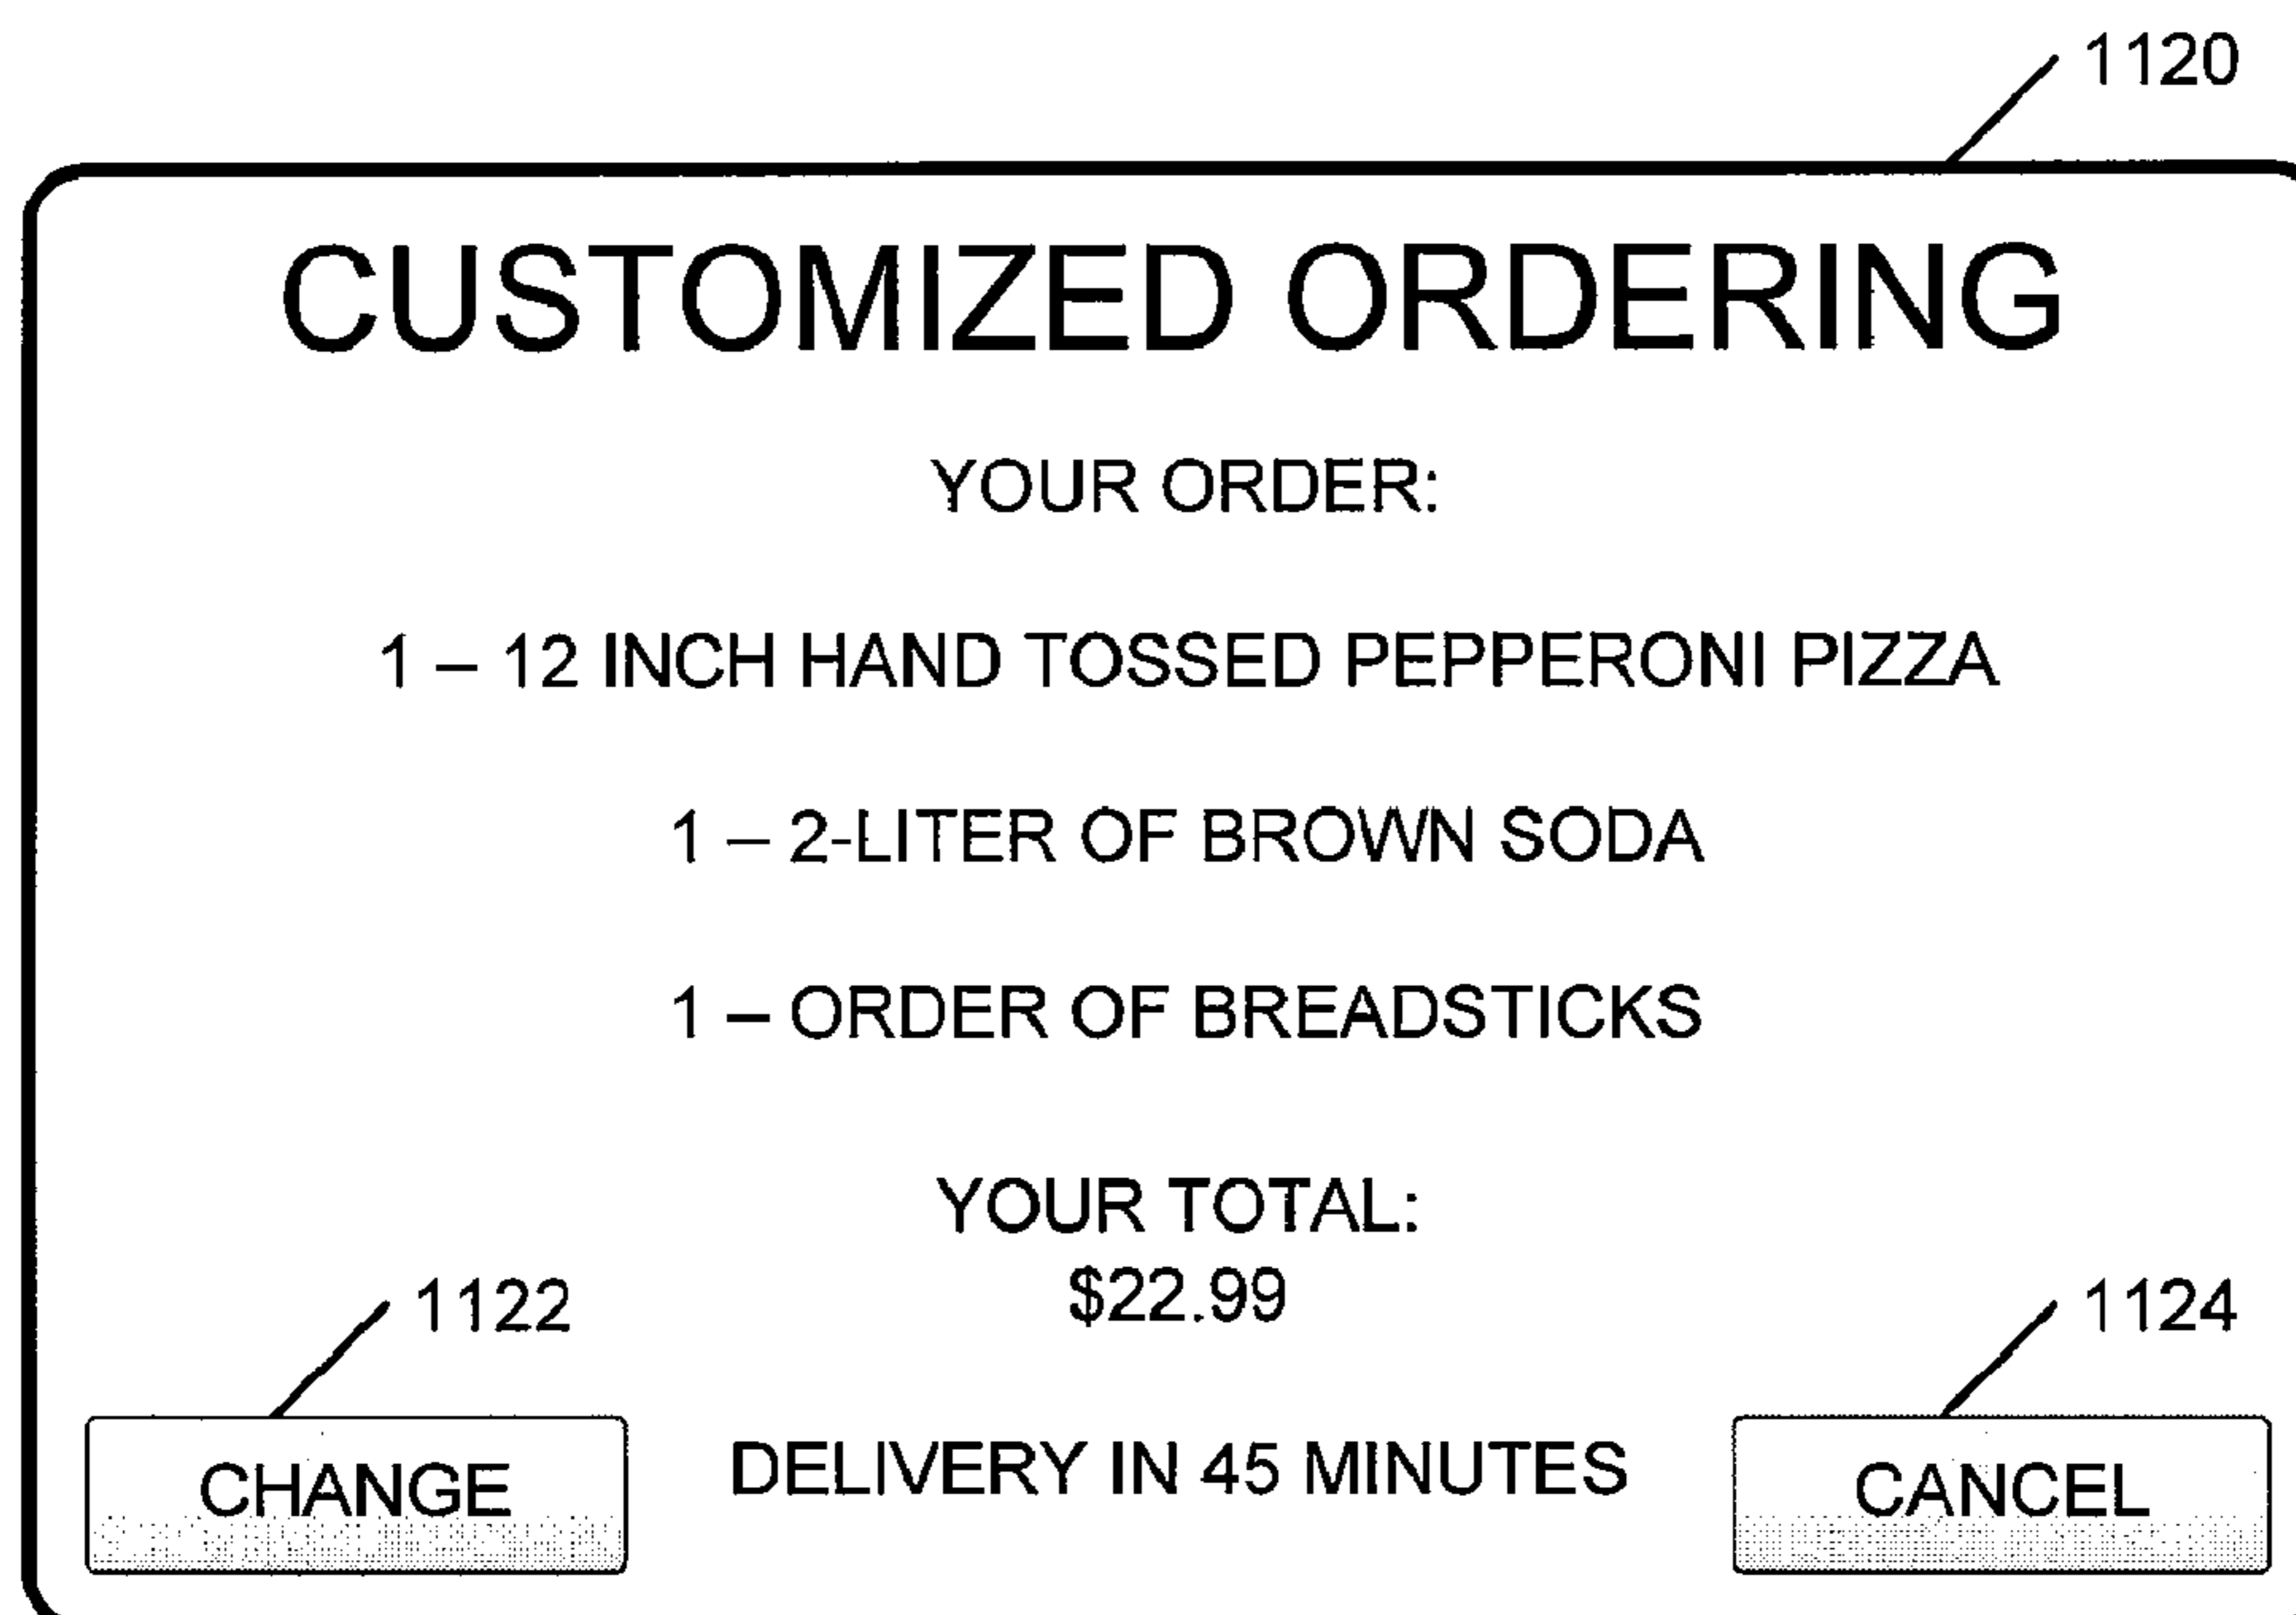 1120
CUSTOMIZED ORDERING
YOUR ORDER:
1 – 12 INCH HAND TOSSED PEPPERONI PIZZA
1 – 2-LITER OF BROWN SODA
1 – ORDER OF BREADSTICKS
YOUR TOTAL:
$22.99
1122
1124
CHANGE
DELIVERY IN 45 MINUTES
CANCEL